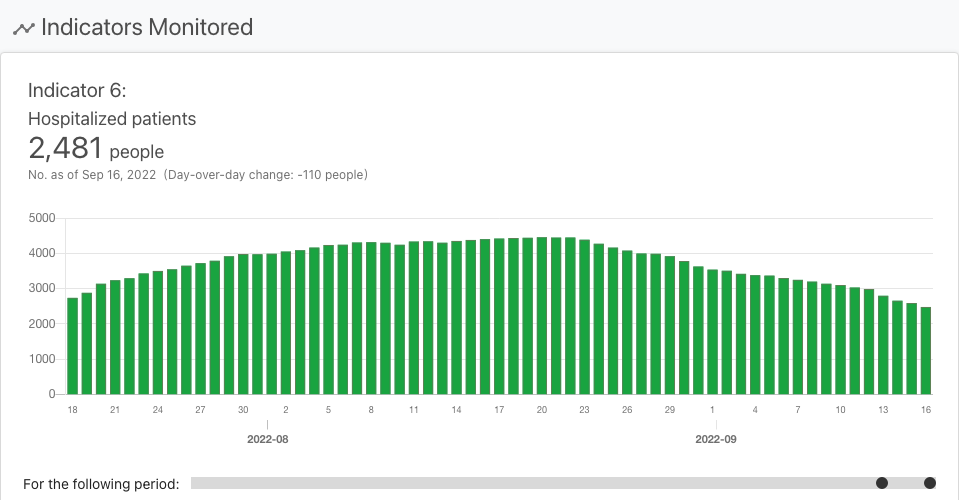 Indicators Monitored
Indicator 6:
Hospitalized patients
2,481 people
No. as of Sep 16, 2022 (Day-over-day change: -110 people)
5000
4000
3000
2000
1000
0
18 21 24 27 30 2 5 8 11 14 17 20 23 26 29 1 4 7 10 13 16
2022-08 2022-09
For the following period: